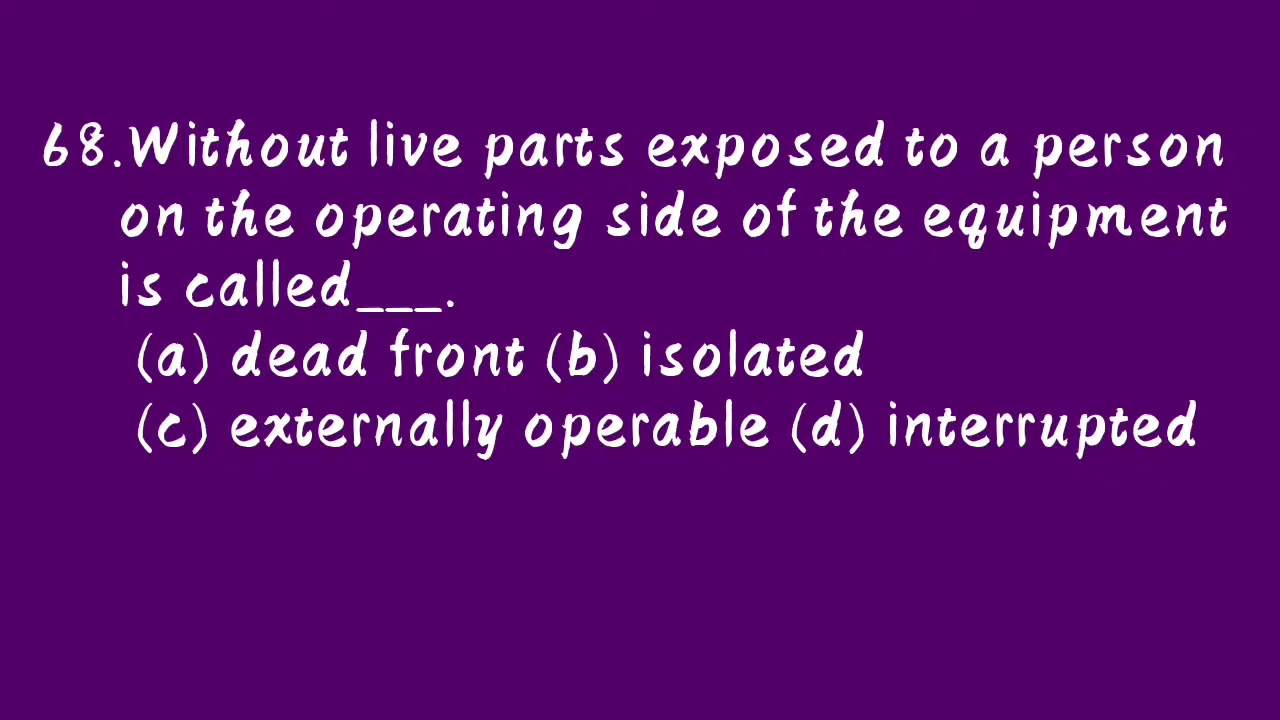 68.Without live parts exposed to a person
on the operating side of the equipment
is called___.
(a) dead front (b) isolated
(c) externally operable (d) interrupted